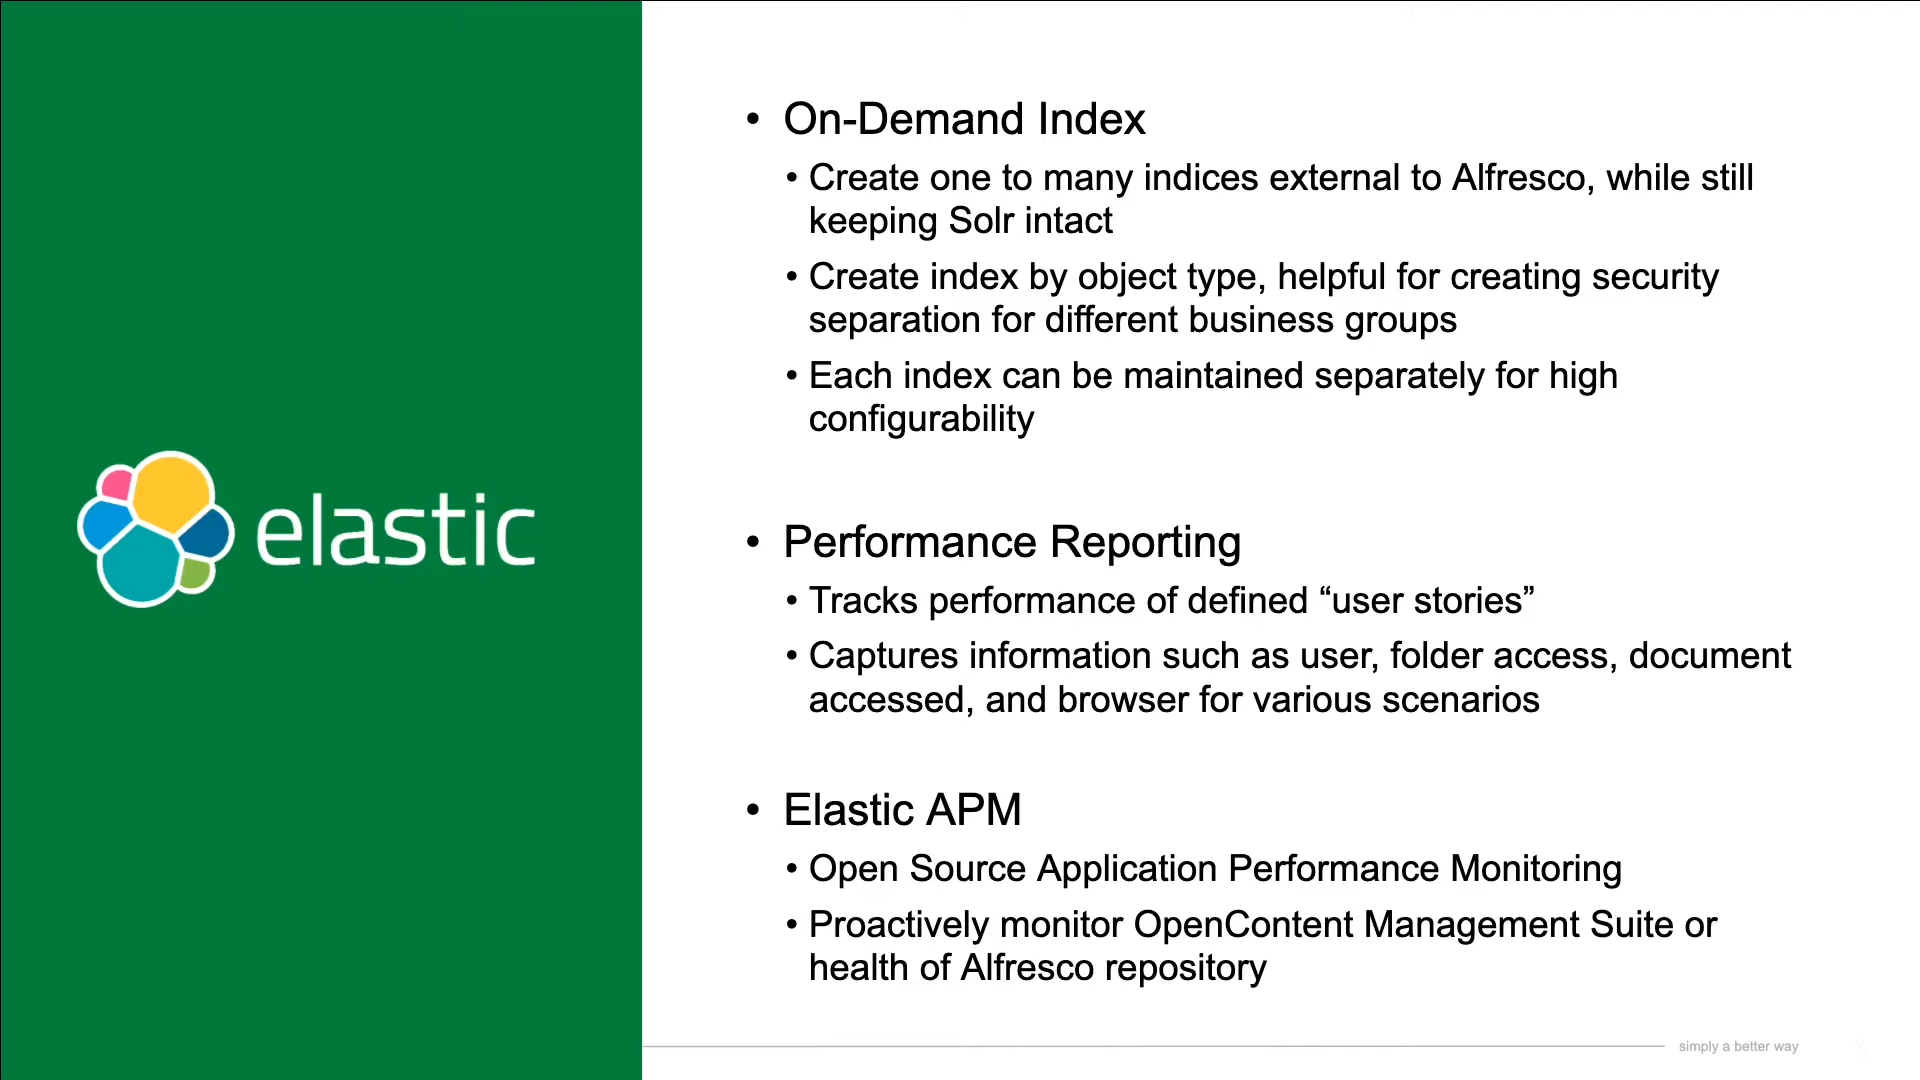 elastic
• On-Demand Index
• Create one to many indices external to Alfresco, while still
keeping Solr intact
• Create index by object type, helpful for creating security
separation for different business groups
• Each index can be maintained separately for high
configurability
• Performance Reporting
• Tracks performance of defined “user stories”
• Captures information such as user, folder access, document
accessed, and browser for various scenarios
• Elastic APM
• Open Source Application Performance Monitoring
• Proactively monitor OpenContent Management Suite or
health of Alfresco repository
simply a better way